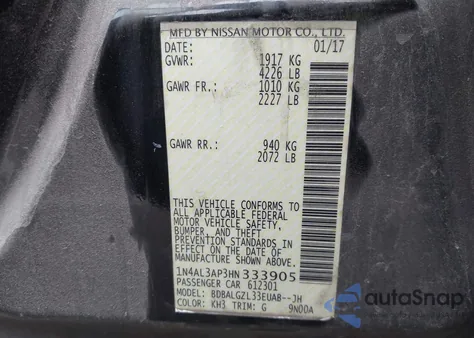 MFD BY NISSAN MOTOR CO., LTD.
DATE: 01/17
GVWR: 1917 KG
4226 LB
GAWR FR.: 1010 KG
2227 LB
GAWR RR.: 940 KG
2072 LB
THIS VEHICLE CONFORMS TO
ALL APPLICABLE FEDERAL
MOTOR VEHICLE SAFETY,
BUMPER, AND THEFT
PREVENTION STANDARDS IN
EFFECT ON THE DATE OF
MANUFACTURE SHOWN ABOVE.
1N4AL3AP3HN333905
PASSENGER CAR 612301
MODEL: BDBALGZL33EUAB--JH
COLOR: KH3 TRIM: G 9N00A
autoSnap